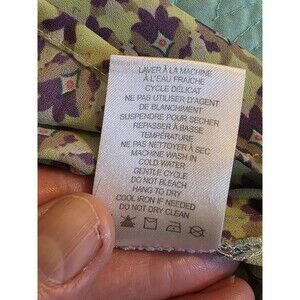 LAVER À LA MACHINE
À L'EAU FRAÎCHE
CYCLE DÉLICAT
NE PAS UTILISER D'AGENT
DE BLANCHIMENT
SUSPENDRE POUR SÉCHER
REPASSER À BASSE
TEMPÉRATURE
NE PAS NETTOYER À SEC
MACHINE WASH IN
COLD WATER
GENTLE CYCLE
DO NOT BLEACH
HANG TO DRY
COOL IRON IF NEEDED
DO NOT DRY CLEAN